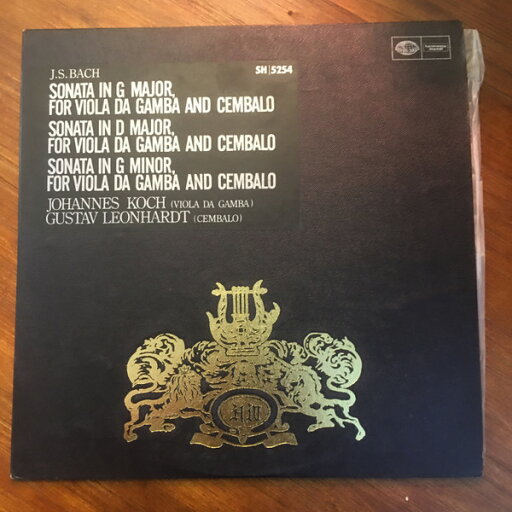 J.S. BACH
SH|5254
SONATA IN G MAJOR,
FOR VIOLA DA GAMBA AND CEMBALO
SONATA IN D MAJOR,
FOR VIOLA DA GAMBA AND CEMBALO
SONATA IN G MINOR,
FOR VIOLA DA GAMBA AND CEMBALO
JOHANNES KOCH (VIOLA DA GAMBA)
GUSTAV LEONHARDT (CEMBALO)